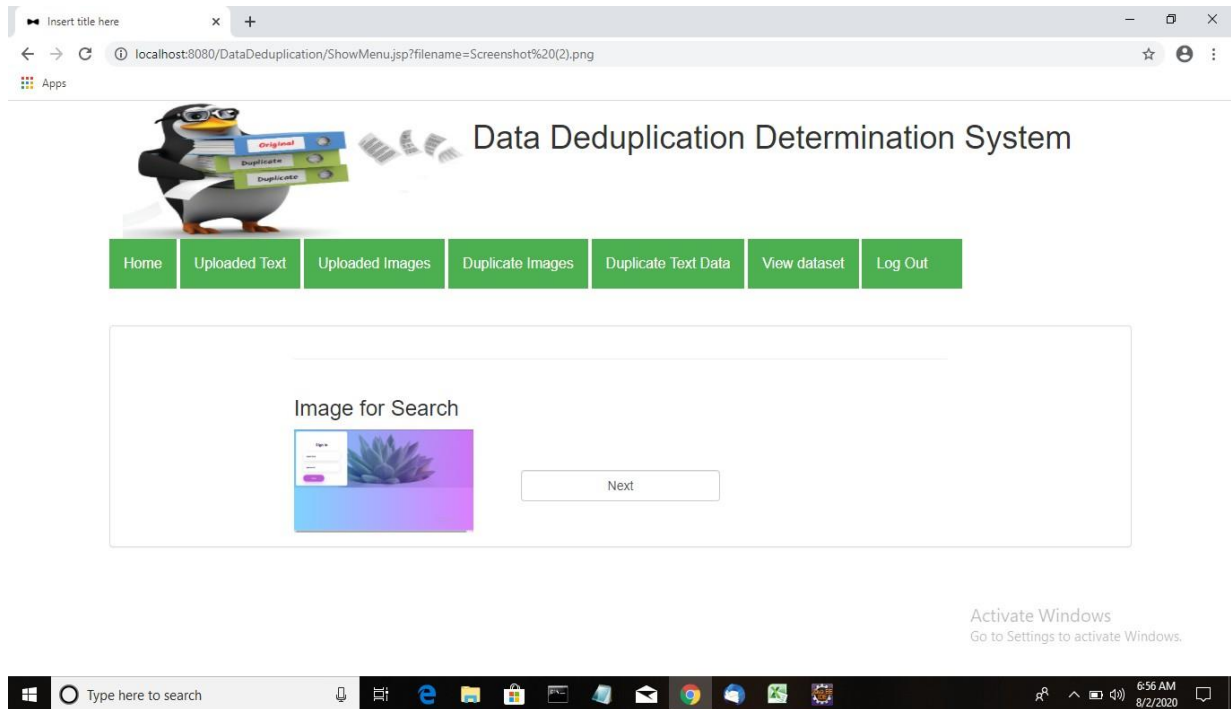 Insert title here
localhost:8080/DataDeduplication/ShowMenu.jsp?filename=Screenshot%20(2).png
Apps
Original
Duplicate
Duplicate
Data Deduplication Determination System
Home Uploaded Text Uploaded Images Duplicate Images Duplicate Text Data View dataset Log Out
Image for Search
Sign In
Next
Activate Windows
Go to Settings to activate Windows.
Type here to search
6:56 AM
8/2/2020